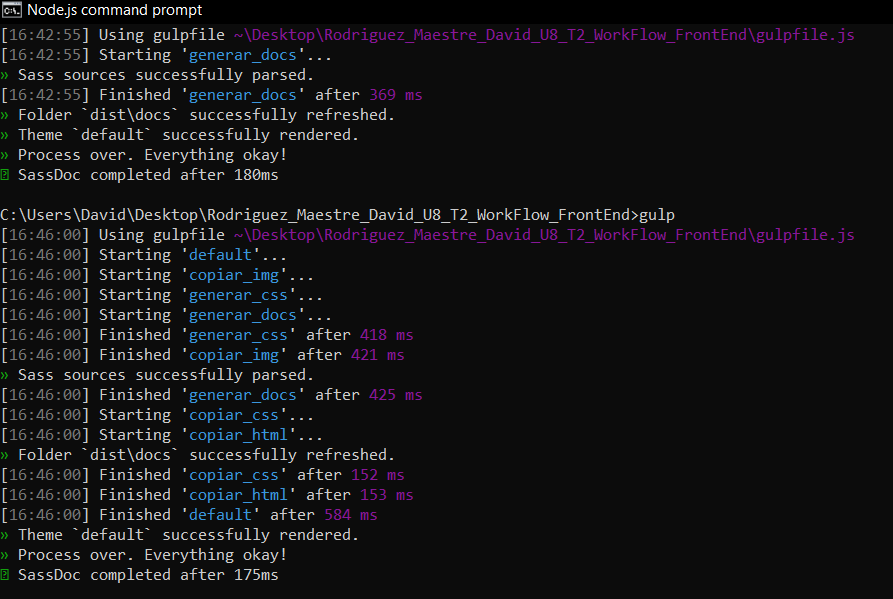 Node.js command prompt
[16:42:55] Using gulpfile ~\Desktop\Rodriguez_Maestre_David_U8_T2_WorkFlow_FrontEnd\gulpfile.js
[16:42:55] Starting 'generar_docs'...
» Sass sources successfully parsed.
[16:42:55] Finished 'generar_docs' after 369 ms
» Folder `dist\docs` successfully refreshed.
» Theme `default` successfully rendered.
» Process over. Everything okay!
SassDoc completed after 180ms
C:\Users\David\Desktop\Rodriguez_Maestre_David_U8_T2_WorkFlow_FrontEnd>gulp
[16:46:00] Using gulpfile ~\Desktop\Rodriguez_Maestre_David_U8_T2_WorkFlow_FrontEnd\gulpfile.js
[16:46:00] Starting 'default'...
[16:46:00] Starting 'copiar_img'...
[16:46:00] Starting 'generar_css'...
[16:46:00] Starting 'generar_docs'...
[16:46:00] Finished 'generar_css' after 418 ms
[16:46:00] Finished 'copiar_img' after 421 ms
» Sass sources successfully parsed.
[16:46:00] Finished 'generar_docs' after 425 ms
[16:46:00] Starting 'copiar_css'...
[16:46:00] Starting 'copiar_html'...
» Folder `dist\docs` successfully refreshed.
[16:46:00] Finished 'copiar_css' after 152 ms
[16:46:00] Finished 'copiar_html' after 153 ms
[16:46:00] Finished 'default' after 584 ms
» Theme `default` successfully rendered.
» Process over. Everything okay!
SassDoc completed after 175ms